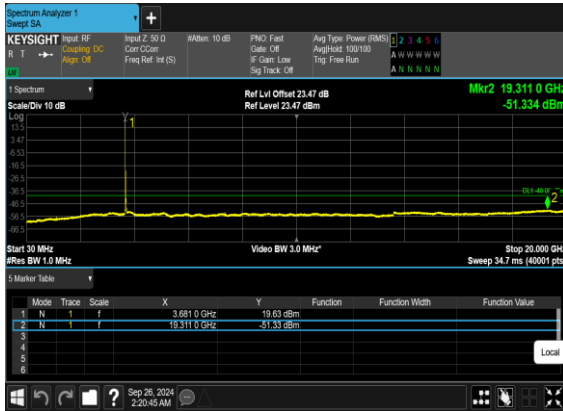 Spectrum Analyzer 1
Swept SA
+
KEYSIGHT Input: RF Input Z: 50 Ω #Atten: 10 dB PNO: Fast Avg Type: Power (RMS) 1 2 3 4 5 6
R T Coupling: DC Corr CCorr Gate: Off Avg|Hold: 100/100 A W W W W W
Align: Off Freq Ref: Int (S) IF Gain: Low Trig: Free Run
Sig Track: Off A N N N N N
LXI
1 Spectrum Ref Lvl Offset 23.47 dB Mkr2 19.311 0 GHz
Scale/Div 10 dB Ref Level 23.47 dBm -51.334 dBm
Log
13.5
3.47
-6.53
-16.5
-26.5
-36.5
-46.5
-56.5
-66.5
1
2
Start 30 MHz Video BW 3.0 MHz* Stop 20.000 GHz
#Res BW 1.0 MHz Sweep 34.7 ms (40001 pts)
5 Marker Table
Mode Trace Scale X Y Function Function Width Function Value
1 N 1 f 3.681 0 GHz 19.63 dBm
2 N 1 f 19.311 0 GHz -51.33 dBm
3
4
5
6
Local
?
Sep 26, 2024
2:20:45 AM